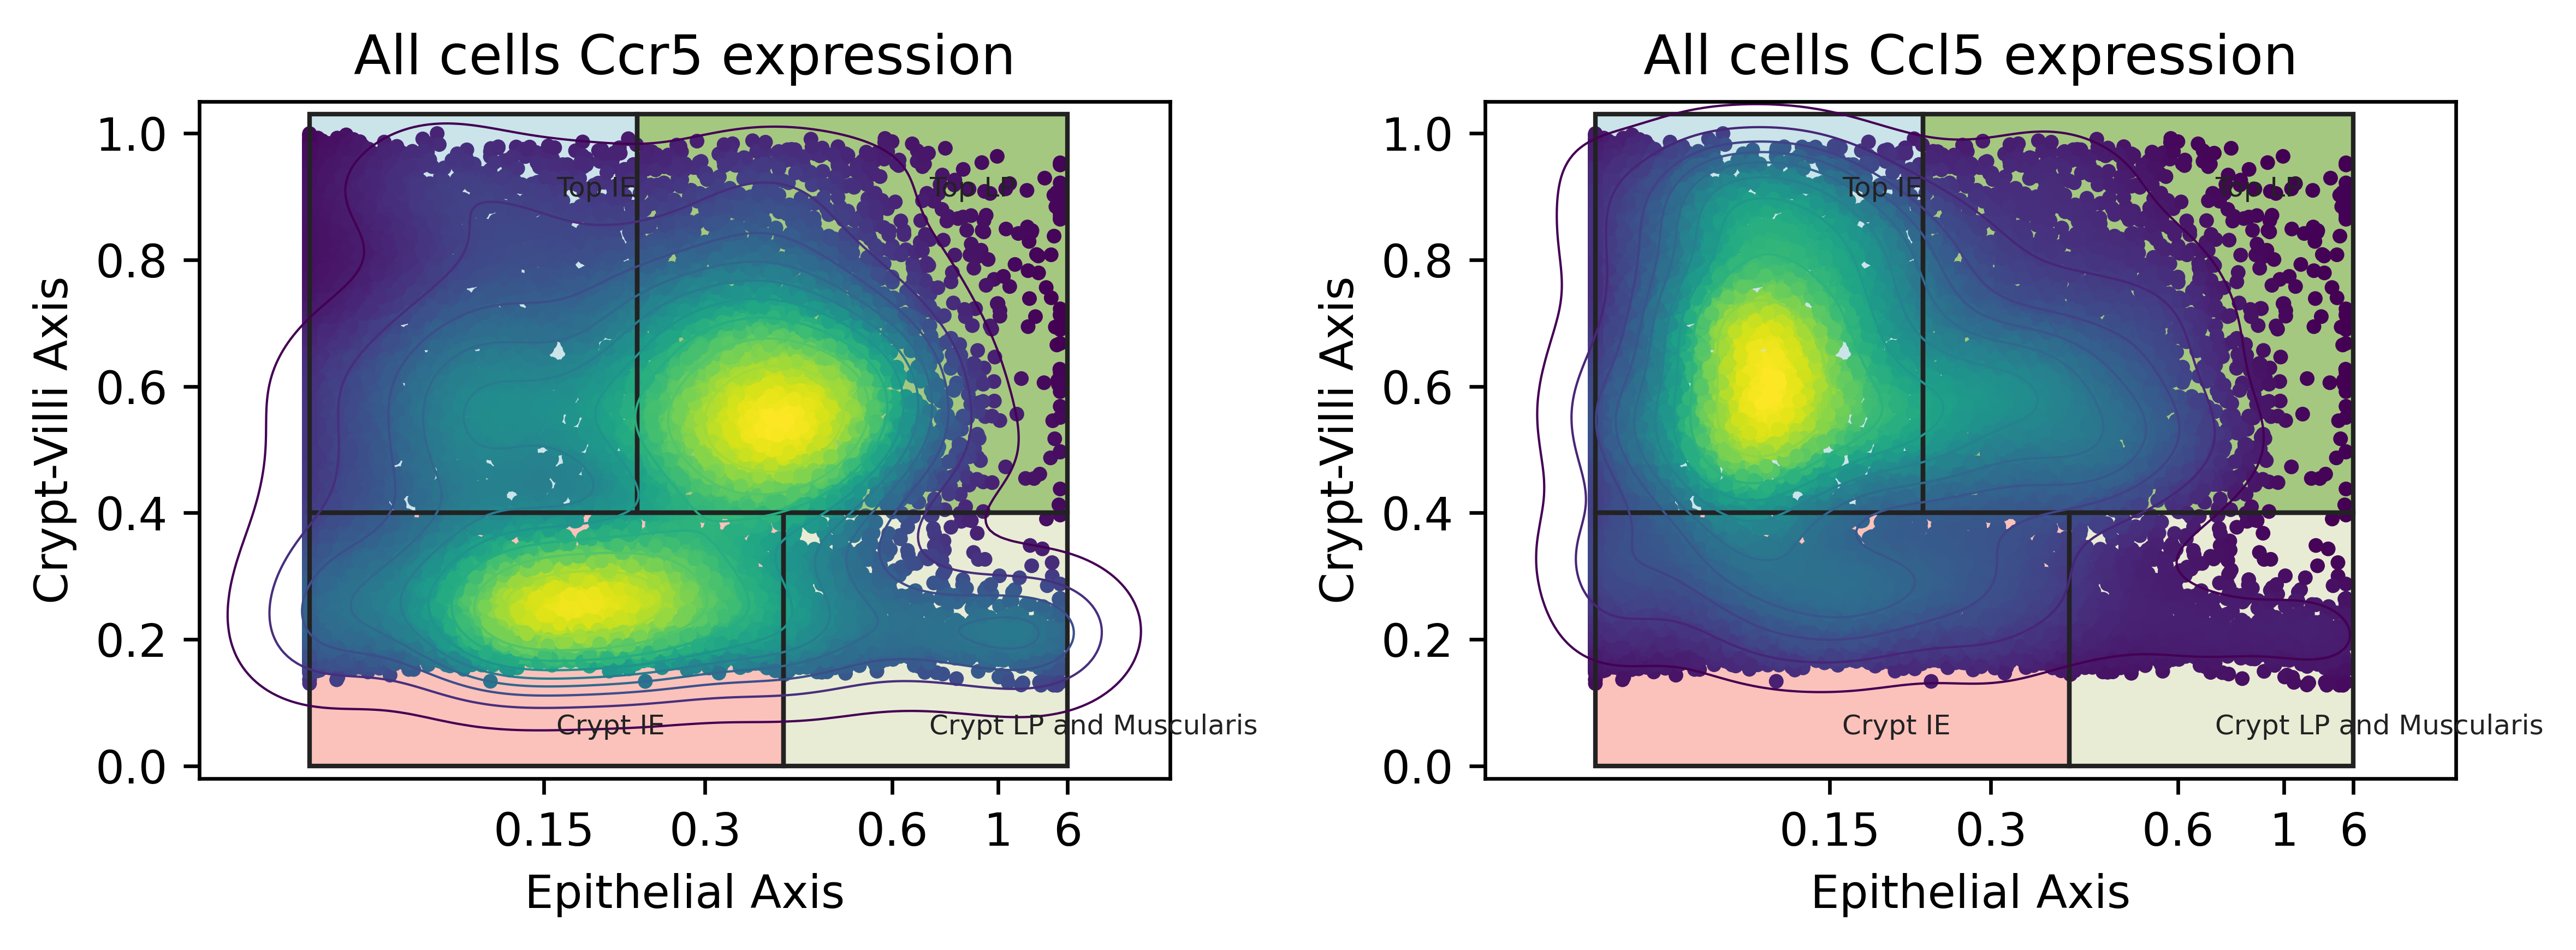 All cells Ccr5 expression
1.0
0.8
0.6
0.4
0.2
0.0
Crypt-Villi Axis
Top IE
Top LP
Crypt IE
Crypt LP and Muscularis
0.15 0.3 0.6 1 6
Epithelial Axis
All cells Ccl5 expression
1.0
0.8
0.6
0.4
0.2
0.0
Crypt-Villi Axis
Top IE
Top LP
Crypt IE
Crypt LP and Muscularis
0.15 0.3 0.6 1 6
Epithelial Axis